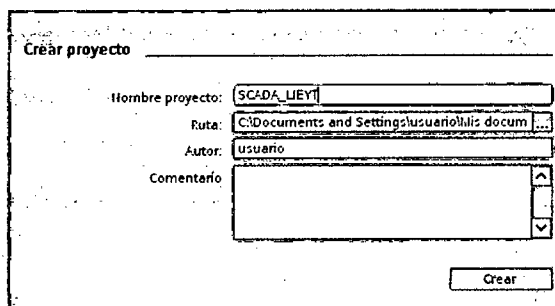 Crear proyecto
Nombre proyecto: SCADA_LIEYT
Ruta: C:\Documents and Settings\usuario\Mis docum ...
Autor: usuario
Comentario
Crear